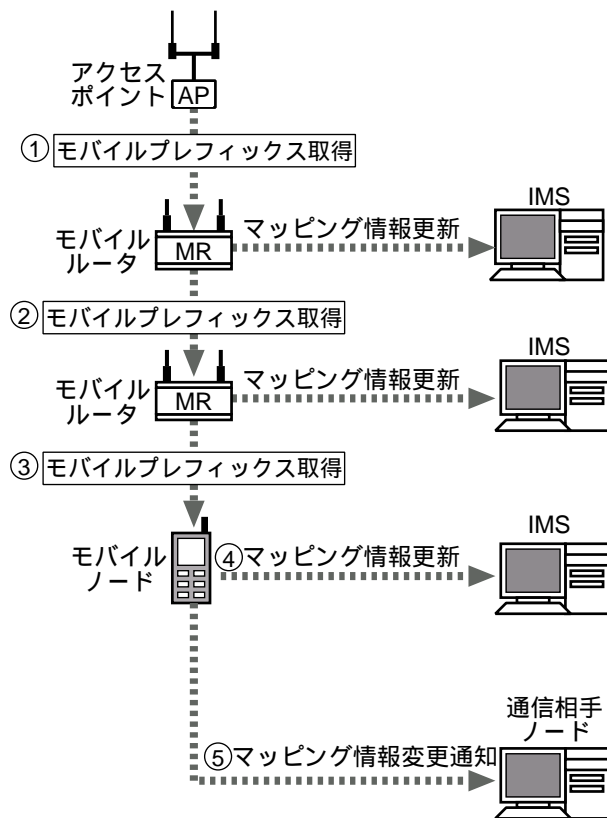 アクセス
ポイント
AP
①モバイルプレフィックス取得
IMS
モバイル
ルータ
MR
マッピング情報更新
②モバイルプレフィックス取得
IMS
モバイル
ルータ
MR
マッピング情報更新
③モバイルプレフィックス取得
IMS
モバイル
ノード
④マッピング情報更新
通信相手
ノード
⑤マッピング情報変更通知